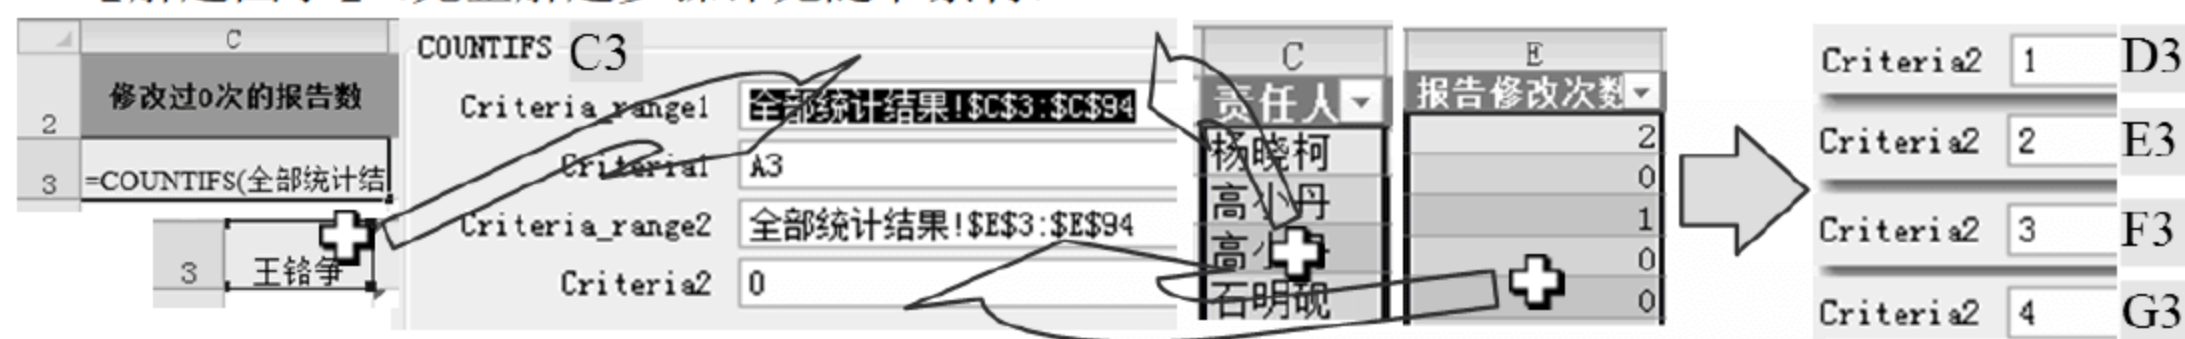 C
修改过0次的报告数
2
3
=COUNTIFS(全部统计结
3
王铬争
COUNTIFS
C3
Criteria_range1
全部统计结果!$C$3:$C$94
Criteria1
A3
Criteria_range2
全部统计结果!$E$3:$E$94
Criteria2
0
C
责任人
杨晓柯
高小丹
高小
石明砚
E
报告修改次数
2
0
1
0
0
Criteria2 1 D3
Criteria2 2 E3
Criteria2 3 F3
Criteria2 4 G3